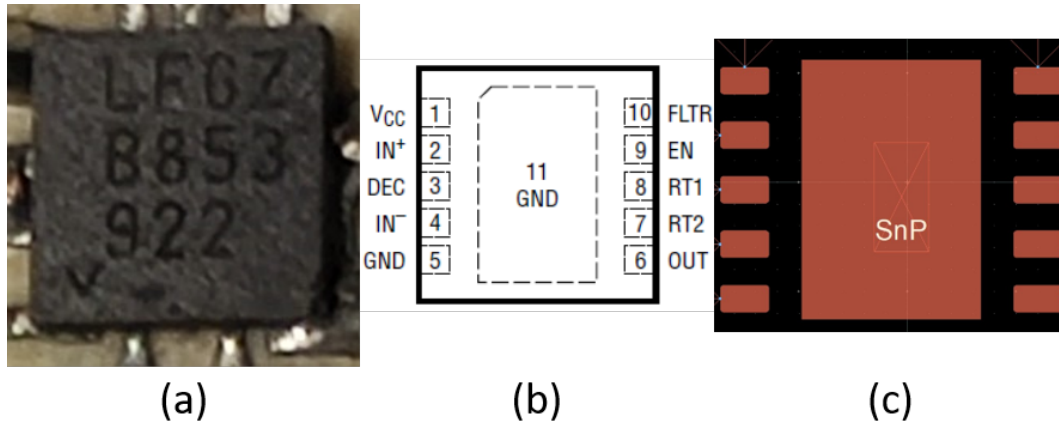 LFGZ
B853
922
VCC 1 10 FLTR
IN+ 2 9 EN
DEC 3 11 8 RT1
GND
IN− 4 7 RT2
GND 5 6 OUT
SnP
(a) (b) (c)